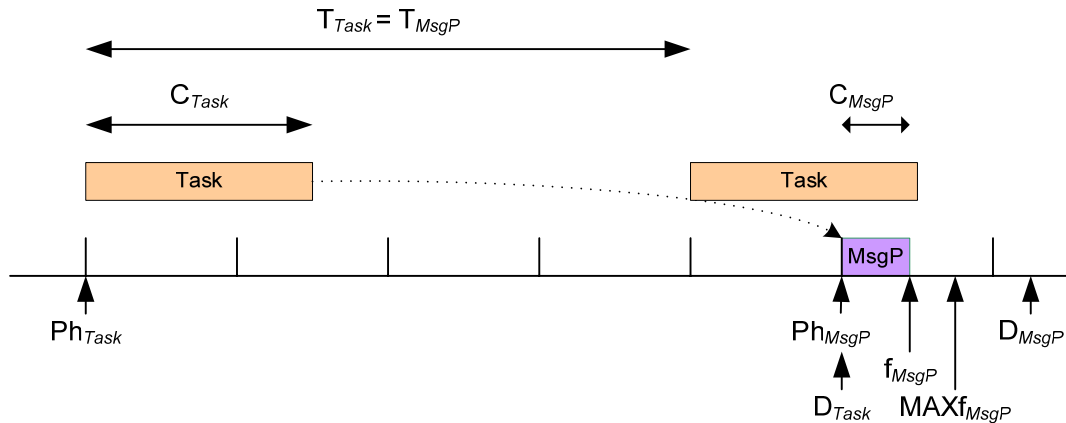 T_Task = T_MsgP
C_Task
C_MsgP
Task
Task
MsgP
Ph_Task
Ph_MsgP
D_MsgP
f_MsgP
D_Task
MAXf_MsgP